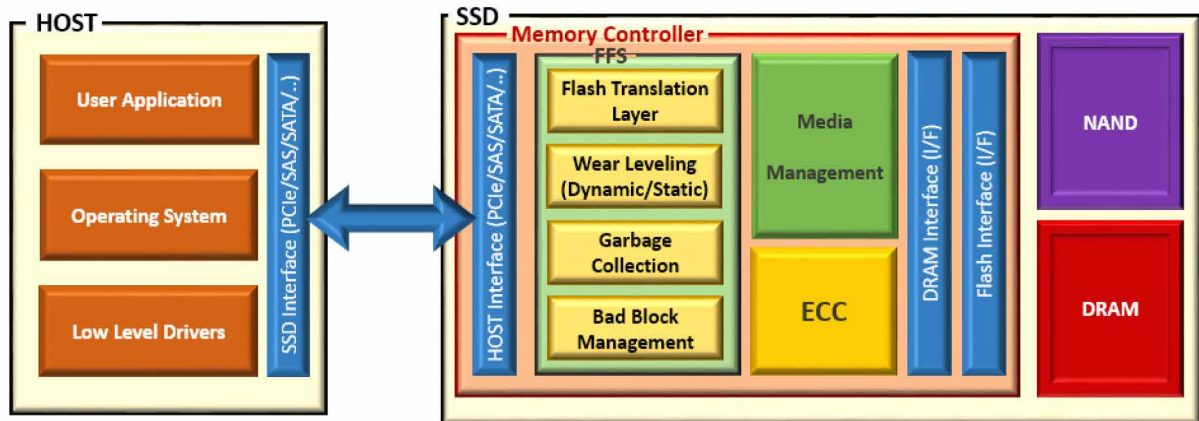 HOST
User Application
Operating System
Low Level Drivers
SSD Interface (PCIe/SAS/SATA/..)
SSD
Memory Controller
HOST Interface (PCIe/SAS/SATA/..)
FFS
Flash Translation
Layer
Wear Leveling
(Dynamic/Static)
Garbage
Collection
Bad Block
Management
Media
Management
ECC
DRAM Interface (I/F)
Flash Interface (I/F)
NAND
DRAM